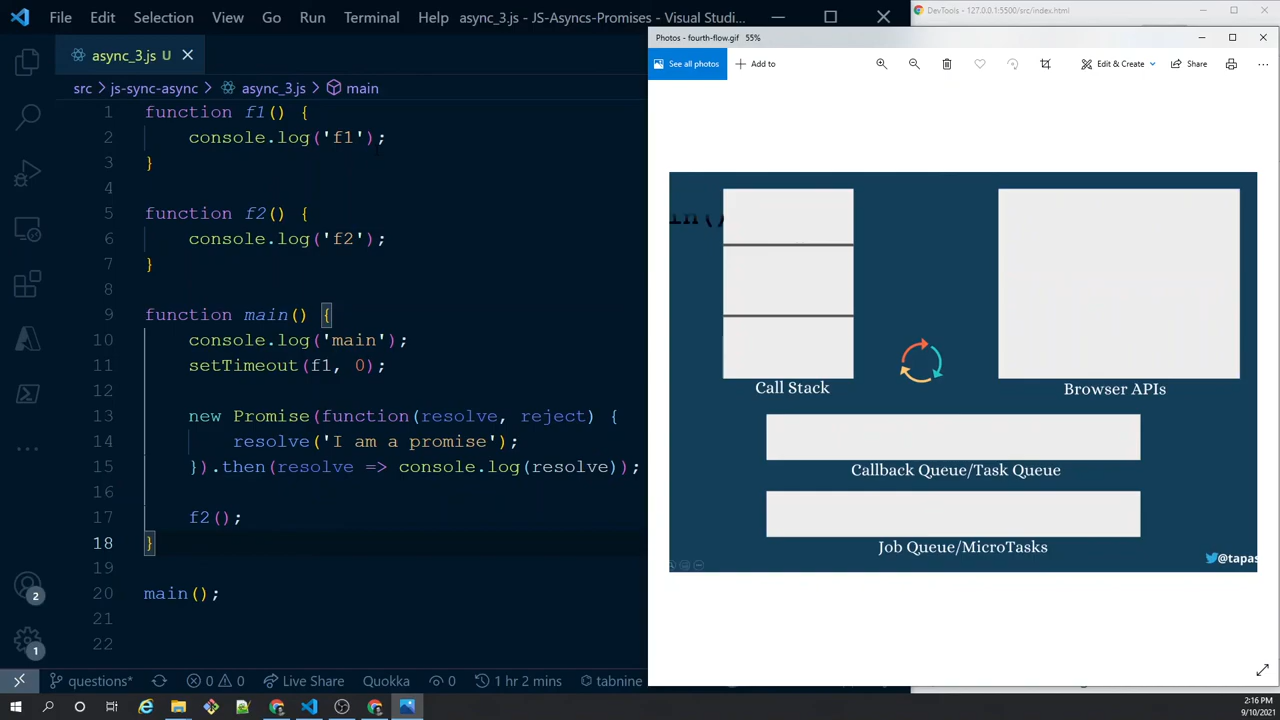 File Edit Selection View Go Run Terminal Help async_3.js - JS-Asyncs-Promises - Visual Studi...
async_3.js U
src > js-sync-async > async_3.js > main
1 function f1() {
2 console.log('f1');
3 }
4
5 function f2() {
6 console.log('f2');
7 }
8
9 function main() {
10 console.log('main');
11 setTimeout(f1, 0);
12
13 new Promise(function(resolve, reject) {
14 resolve('I am a promise');
15 }).then(resolve => console.log(resolve));
16
17 f2();
18 }
19
20 main();
21
22
2
1
questions* 0 0 Live Share Quokka 0 1 hr 2 mins tabnine
DevTools - 127.0.0.1:5500/src/index.html
Photos - fourth-flow.gif 55%
See all photos Add to Edit & Create Share
in()
Call Stack
Browser APIs
Callback Queue/Task Queue
Job Queue/MicroTasks
@tapas
2:16 PM
9/10/2021